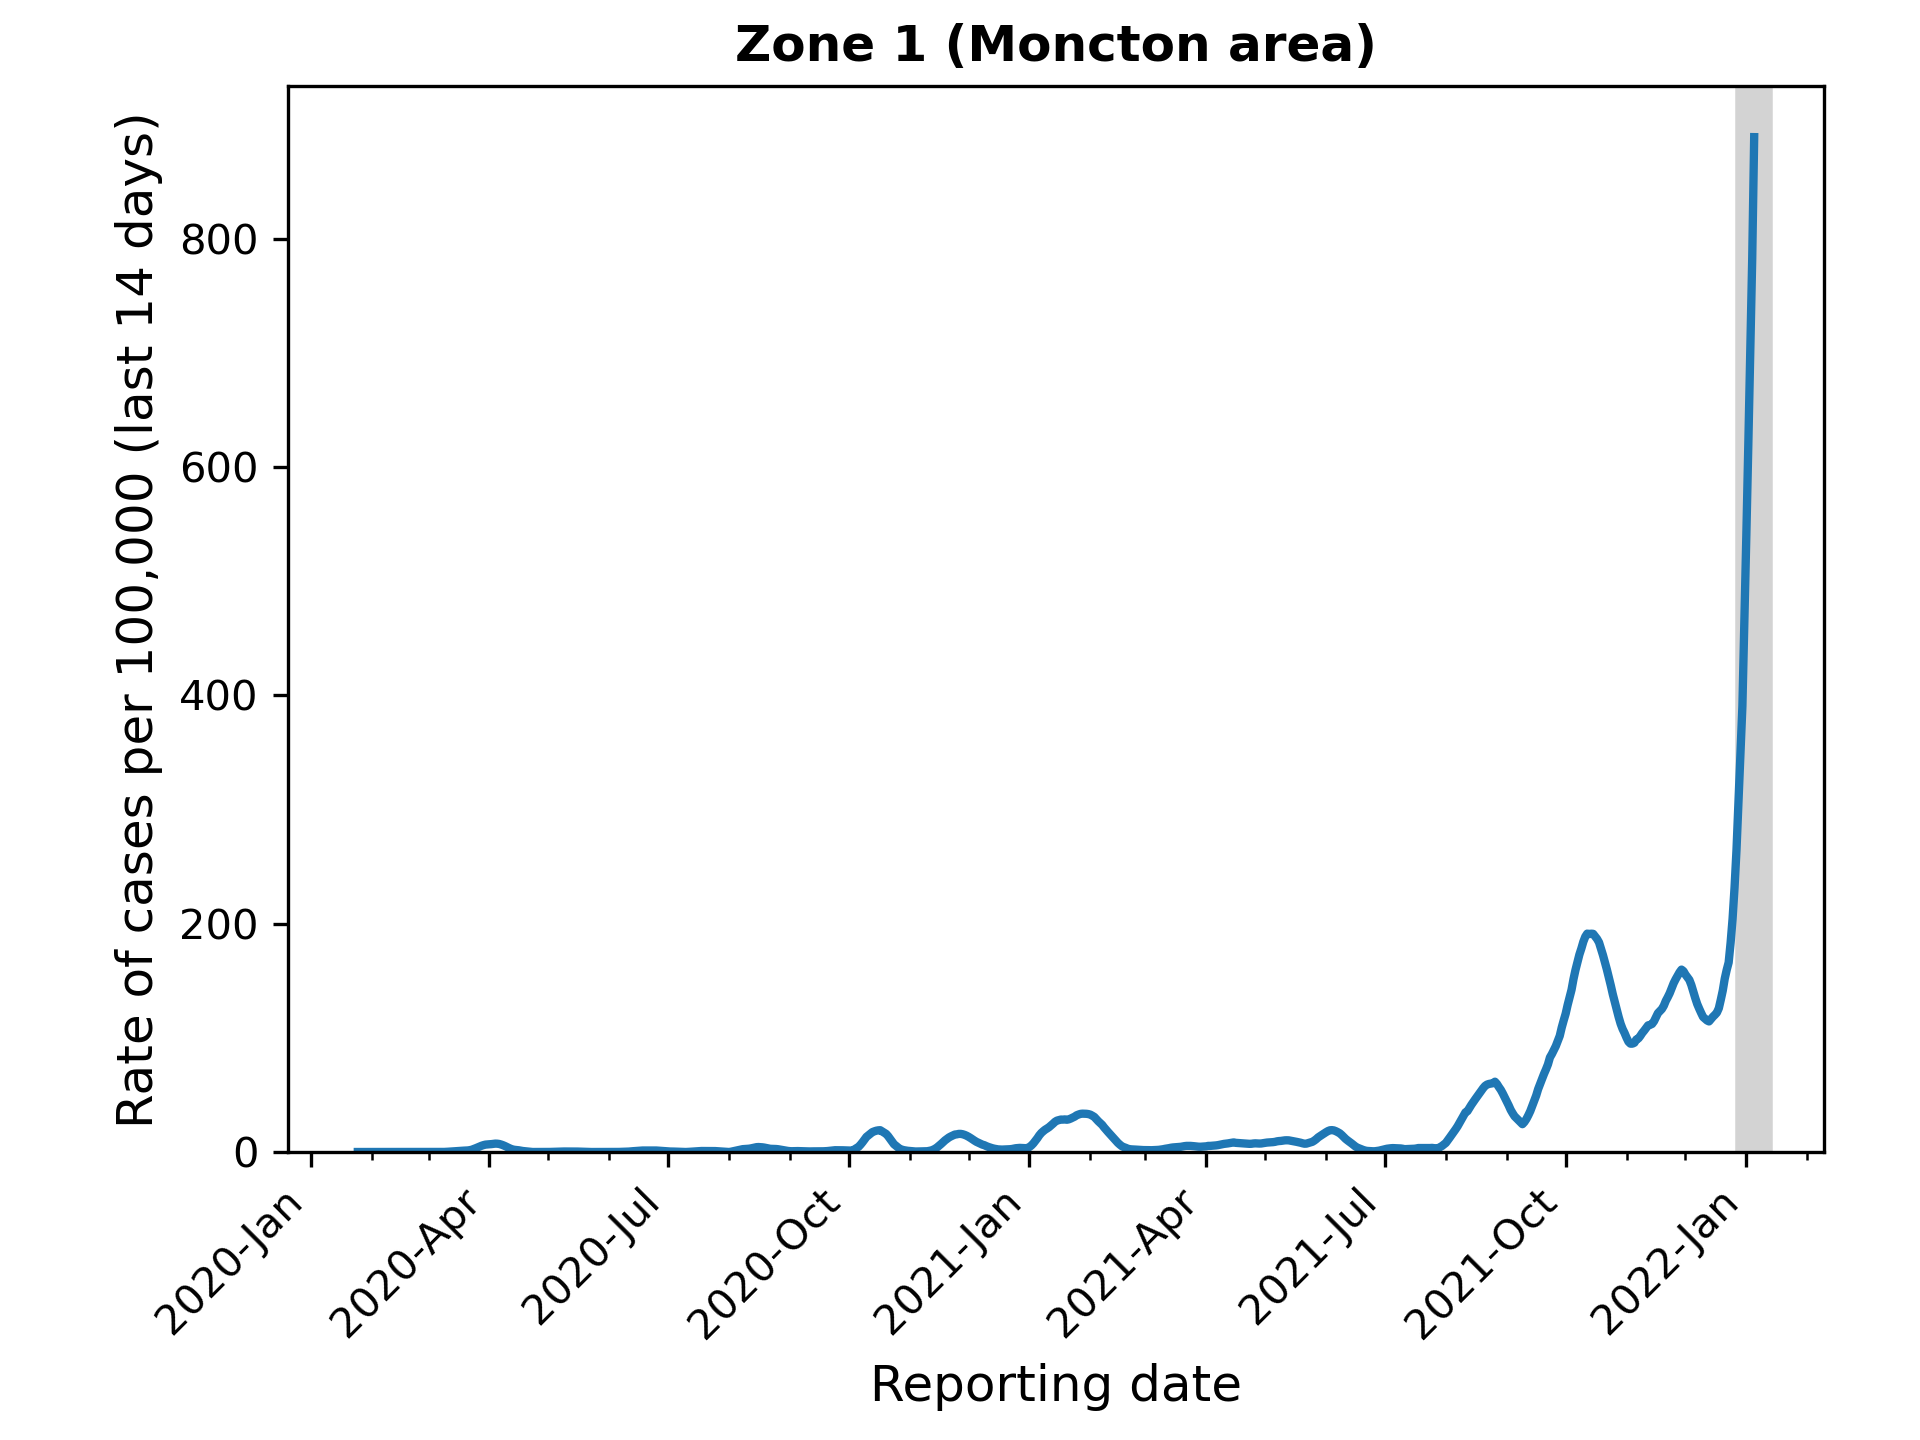 Zone 1 (Moncton area)
Rate of cases per 100,000 (last 14 days)
800
600
400
200
0
2020-Jan
2020-Apr
2020-Jul
2020-Oct
2021-Jan
2021-Apr
2021-Jul
2021-Oct
2022-Jan
Reporting date